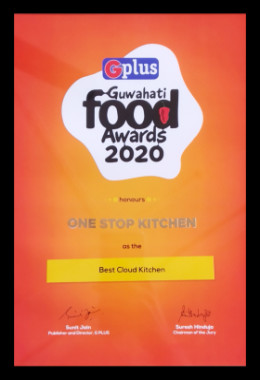 Gplus
Guwahati
food
Awards
2020
honours
ONE STOP KITCHEN
as the
Best Cloud Kitchen
Sunit Jain
Publisher and Director, G PLUS
Suresh Hinduja
Chairman of the Jury